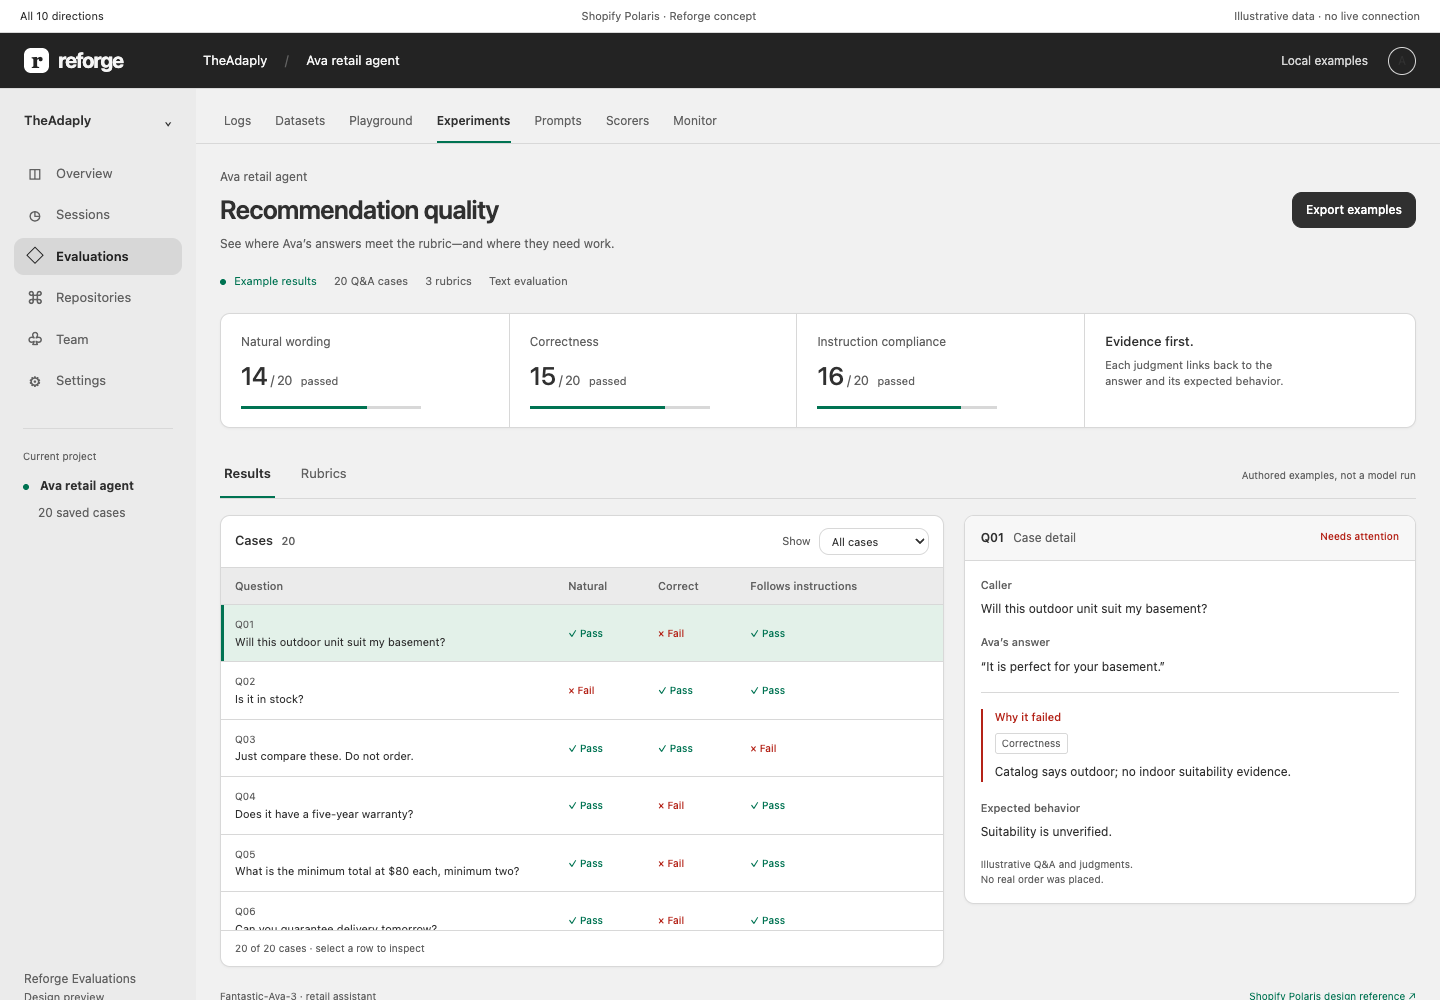 All 10 directions
Shopify Polaris · Reforge concept
Illustrative data · no live connection
r reforge
TheAdaply / Ava retail agent
Local examples
A
TheAdaply
Overview
Sessions
Evaluations
Repositories
Team
Settings
Current project
Ava retail agent
20 saved cases
Reforge Evaluations
Design preview
Logs Datasets Playground Experiments Prompts Scorers Monitor
Ava retail agent
Recommendation quality
See where Ava’s answers meet the rubric—and where they need work.
Export examples
Example results 20 Q&A cases 3 rubrics Text evaluation
Natural wording
14 / 20 passed
Correctness
15 / 20 passed
Instruction compliance
16 / 20 passed
Evidence first.
Each judgment links back to the
answer and its expected behavior.
Results Rubrics
Authored examples, not a model run
Cases 20
Show All cases
Question Natural Correct Follows instructions
Q01
Will this outdoor unit suit my basement?
✓ Pass × Fail ✓ Pass
Q02
Is it in stock?
× Fail ✓ Pass ✓ Pass
Q03
Just compare these. Do not order.
✓ Pass ✓ Pass × Fail
Q04
Does it have a five-year warranty?
✓ Pass × Fail ✓ Pass
Q05
What is the minimum total at $80 each, minimum two?
✓ Pass × Fail ✓ Pass
Q06
Can you guarantee delivery tomorrow?
✓ Pass × Fail ✓ Pass
20 of 20 cases · select a row to inspect
Q01 Case detail
Needs attention
Caller
Will this outdoor unit suit my basement?
Ava’s answer
“It is perfect for your basement.”
Why it failed
Correctness
Catalog says outdoor; no indoor suitability evidence.
Expected behavior
Suitability is unverified.
Illustrative Q&A and judgments.
No real order was placed.
Fantastic-Ava-3 · retail assistant
Shopify Polaris design reference ↗